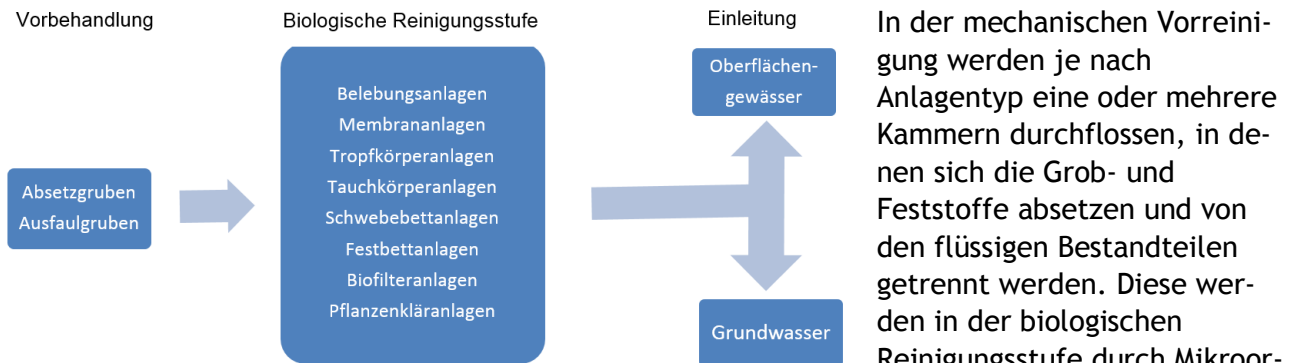 Vorbehandlung
Absetzgruben
Ausfaulgruben
Biologische Reinigungsstufe
Belebungsanlagen
Membrananlagen
Tropfkörperanlagen
Tauchkörperanlagen
Schwebebettanlagen
Festbettanlagen
Biofilteranlagen
Pflanzenkläranlagen
Einleitung
Oberflächen-
gewässer
Grundwasser
In der mechanischen Vorreini-
gung werden je nach
Anlagentyp eine oder mehrere
Kammern durchflossen, in de-
nen sich die Grob- und
Feststoffe absetzen und von
den flüssigen Bestandteilen
getrennt werden. Diese wer-
den in der biologischen
Reinigungsstufe durch Mikroor-